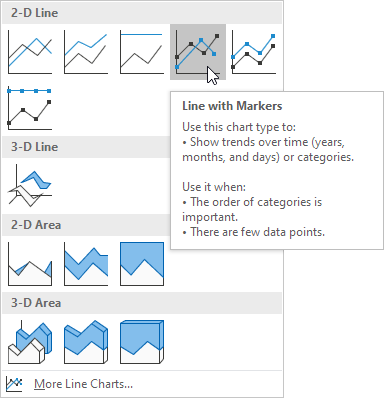 2-D Line
Line with Markers
Use this chart type to:
• Show trends over time (years,
months, and days) or categories.
Use it when:
• The order of categories is
important.
• There are few data points.
3-D Line
2-D Area
3-D Area
More Line Charts...